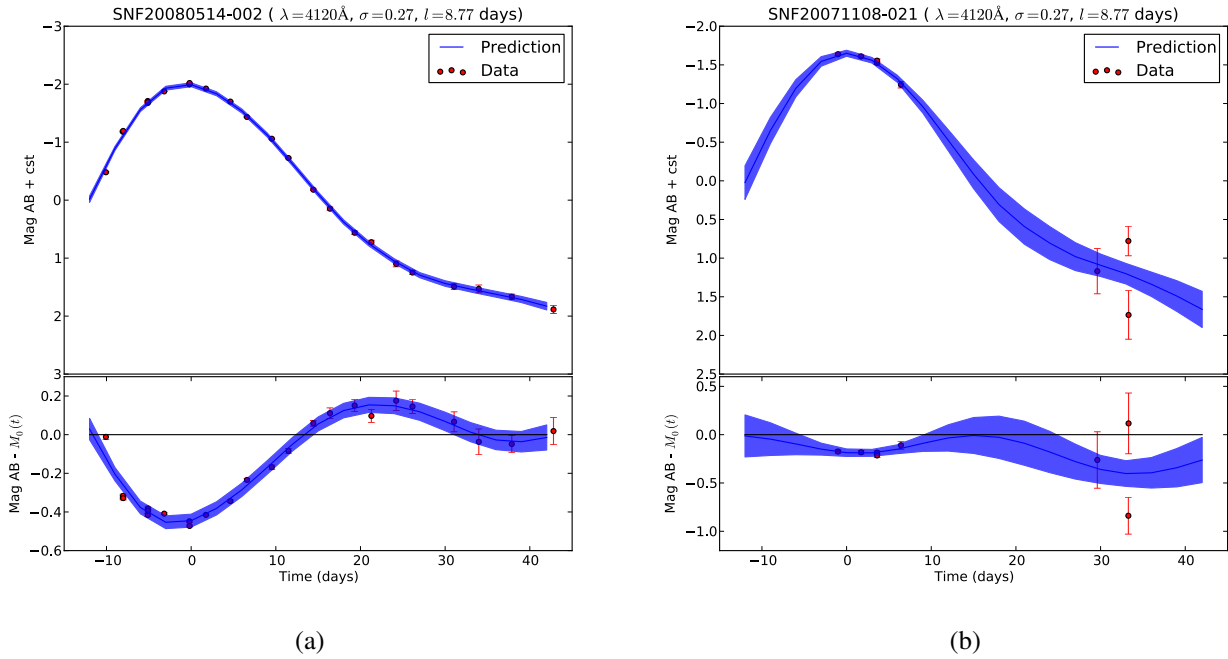 SNF20080514-002 ( λ=4120Å, σ=0.27, l=8.77 days)
−3
−2
−1
0
1
2
3
Mag AB + cst
Prediction
Data
0.2
0.0
−0.2
−0.4
−0.6
Mag AB - M₀(t)
−10
0
10
20
30
40
Time (days)
(a)
SNF20071108-021 ( λ=4120Å, σ=0.27, l=8.77 days)
−2.0
−1.5
−1.0
−0.5
0.0
0.5
1.0
1.5
2.0
2.5
Mag AB + cst
Prediction
Data
0.5
0.0
−0.5
−1.0
Mag AB - M₀(t)
−10
0
10
20
30
40
Time (days)
(b)